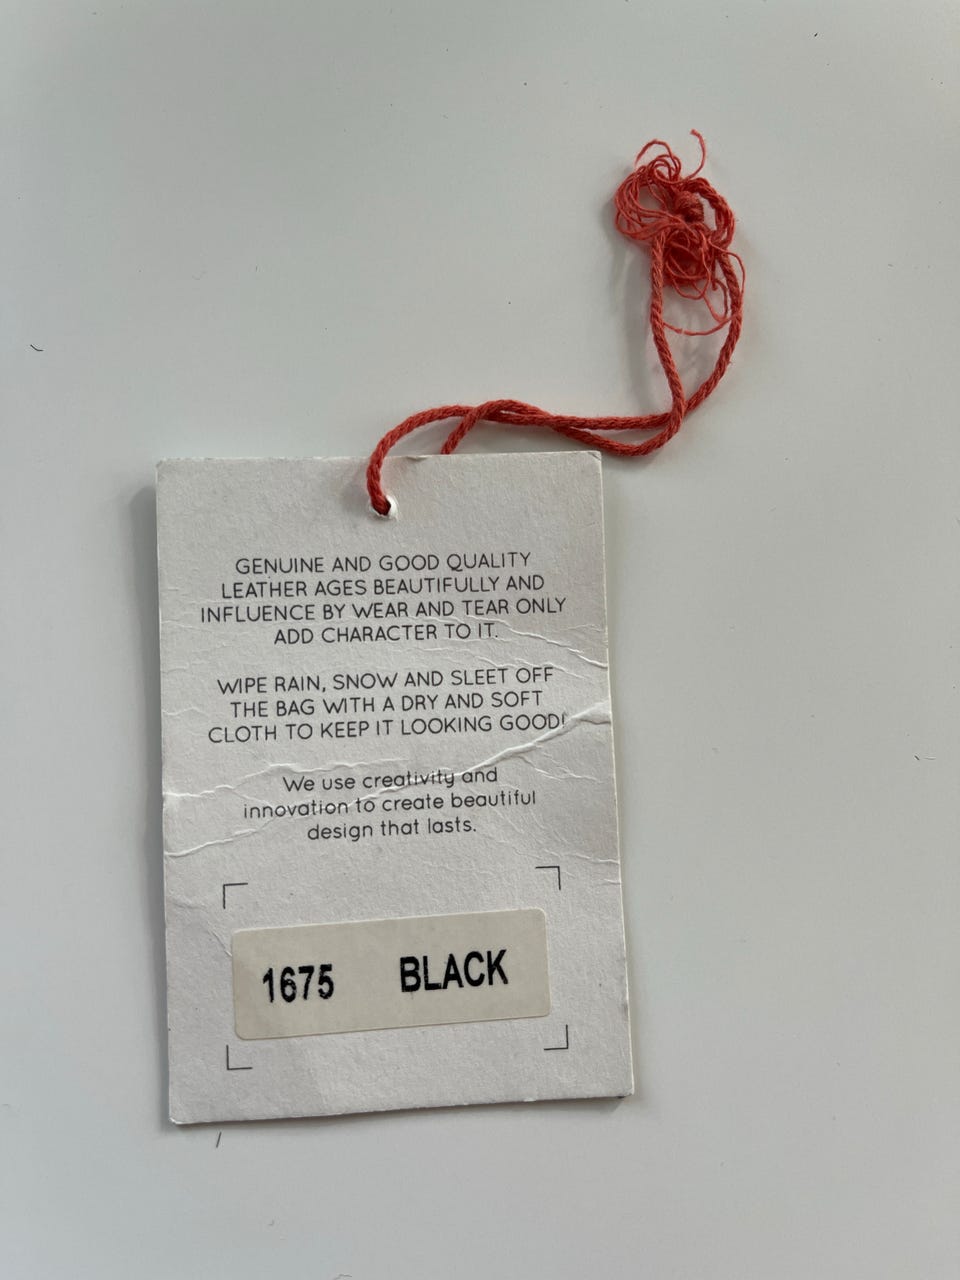 GENUINE AND GOOD QUALITY
LEATHER AGES BEAUTIFULLY AND
INFLUENCE BY WEAR AND TEAR ONLY
ADD CHARACTER TO IT.
WIPE RAIN, SNOW AND SLEET OFF
THE BAG WITH A DRY AND SOFT
CLOTH TO KEEP IT LOOKING GOOD!
We use creativity and
innovation to create beautiful
design that lasts.
1675 BLACK